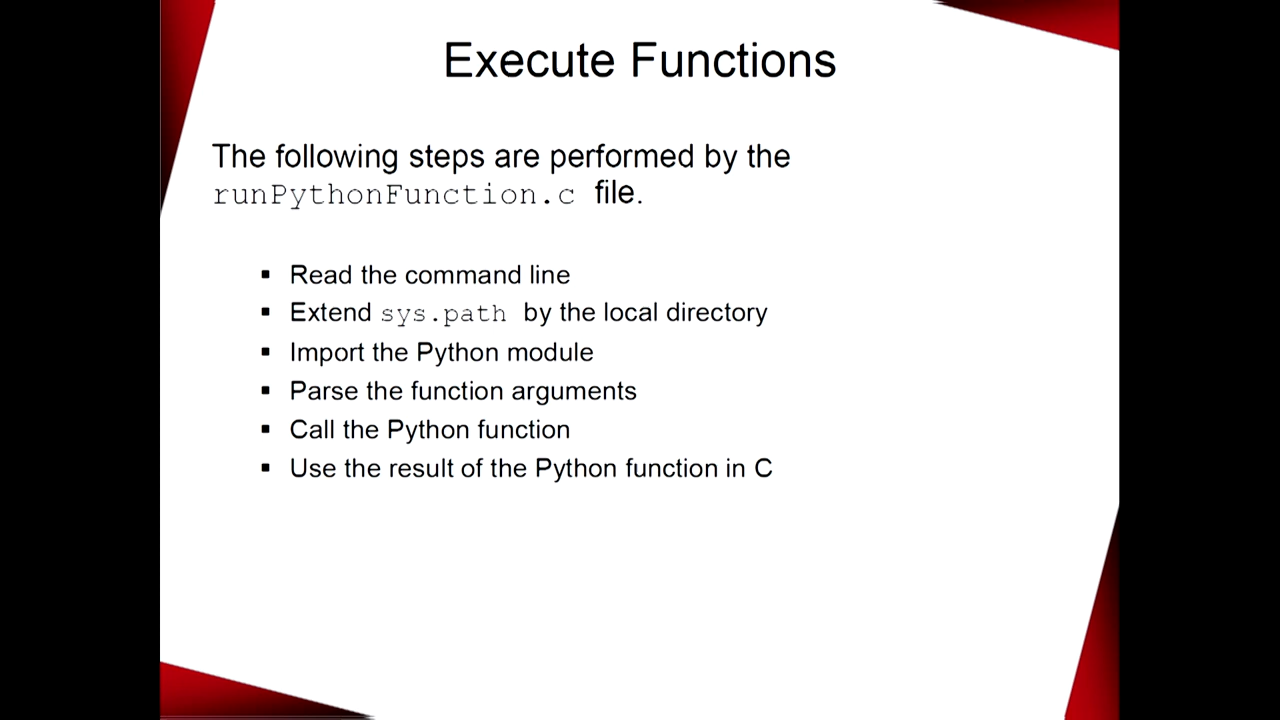 Execute Functions
The following steps are performed by the
runPythonFunction.c file.
▪ Read the command line
▪ Extend sys.path by the local directory
▪ Import the Python module
▪ Parse the function arguments
▪ Call the Python function
▪ Use the result of the Python function in C